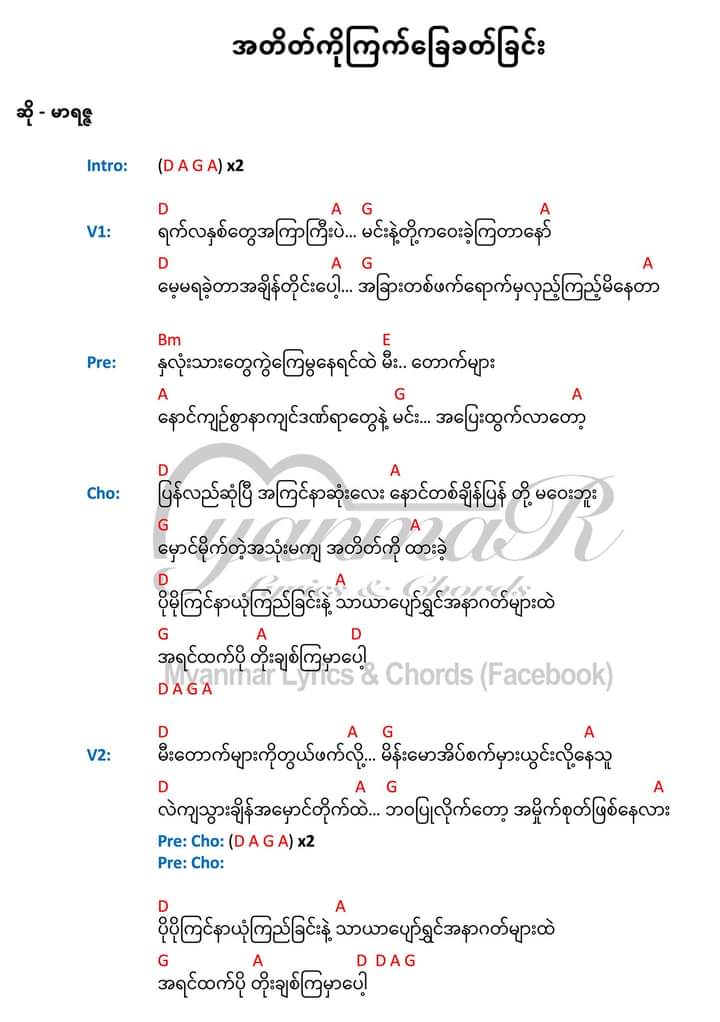 အတိတ်ကိုကြက်ခြေခတ်ခြင်း
ဆို - မာရဇ္ဇ
Intro: (D A G A) x2
D A G A
V1: ရက်လနှစ်တွေအကြာကြီးပဲ... မင်းနဲ့တို့ကဝေးခဲ့ကြတာနော်
D A G A
မေ့မရခဲ့တာအချိန်တိုင်းပေါ့... အခြားတစ်ဖက်ရောက်မှလှည့်ကြည့်မိနေတာ
Bm E
Pre: နှလုံးသားတွေကွဲကြေမွနေရင်ထဲ မီး.. တောက်များ
A G A
နောင်ကျဉ်စွာနာကျင်ဒဏ်ရာတွေနဲ့ မင်း... အပြေးထွက်လာတော့
D A
Cho: ပြန်လည်ဆုံပြီ အကြင်နာဆုံးလေး နောင်တစ်ချိန်ပြန် တို့ မဝေးဘူး
G A
မှောင်မိုက်တဲ့အသုံးမကျ အတိတ်ကို ထားခဲ့
D A
ပိုမိုကြင်နာယုံကြည်ခြင်းနဲ့ သာယာပျော်ရွှင်အနာဂတ်များထဲ
G A D
အရင်ထက်ပို တိုးချစ်ကြမှာပေါ့
D A G A
D A G A
V2: မီးတောက်များကိုတွယ်ဖက်လို့... မိန်းမောအိပ်စက်မှားယွင်းလို့နေသူ
D A G A
လဲကျသွားချိန်အမှောင်တိုက်ထဲ... ဘဝပြုလိုက်တော့ အမှိုက်စုတ်ဖြစ်နေလား
Pre: Cho: (D A G A) x2
Pre: Cho:
D A
ပိုပိုကြင်နာယုံကြည်ခြင်းနဲ့ သာယာပျော်ရွှင်အနာဂတ်များထဲ
G A D D A G
အရင်ထက်ပို တိုးချစ်ကြမှာပေါ့
yanmaR
Lyrics & Chords
Myanmar Lyrics & Chords (Facebook)